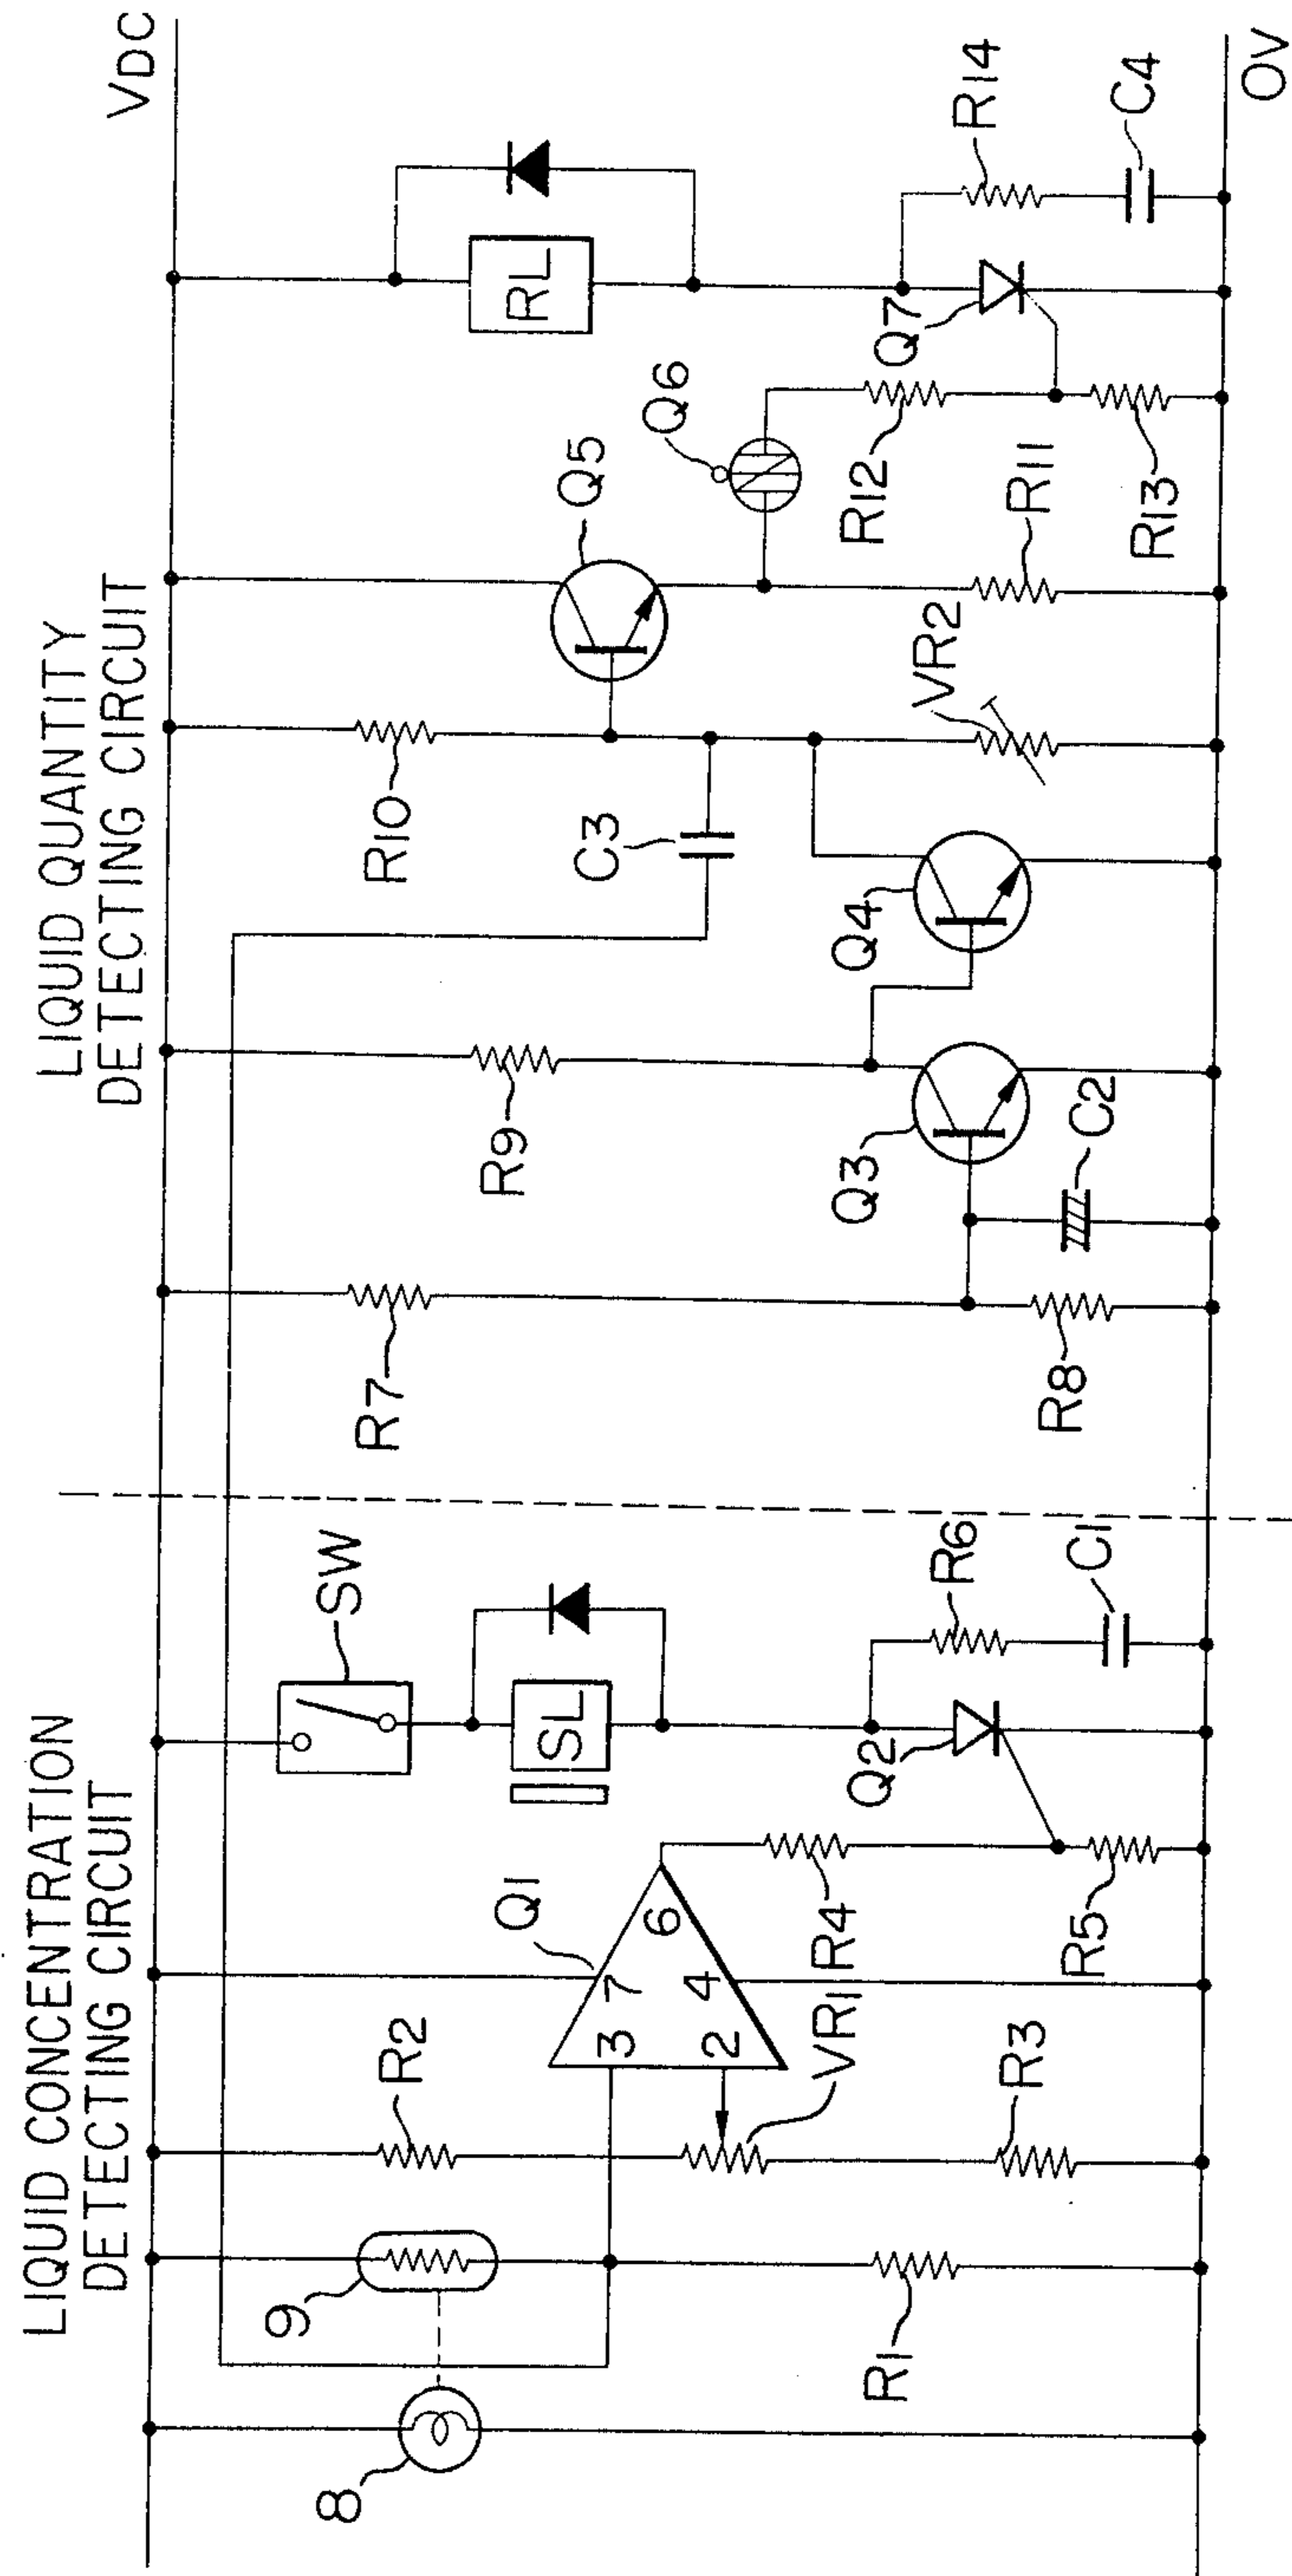 LIQUID CONCENTRATION
DETECTING CIRCUIT
LIQUID QUANTITY
DETECTING CIRCUIT
VDC
8
9
R1
R2
3
2
7
4
6
Q1
VR1
R3
R4
R5
SW
SL
Q2
R6
C1
R7
R8
R9
Q3
C2
Q4
C3
R10
VR2
Q5
Q6
R11
R12
R13
RL
Q7
R14
C4
0V